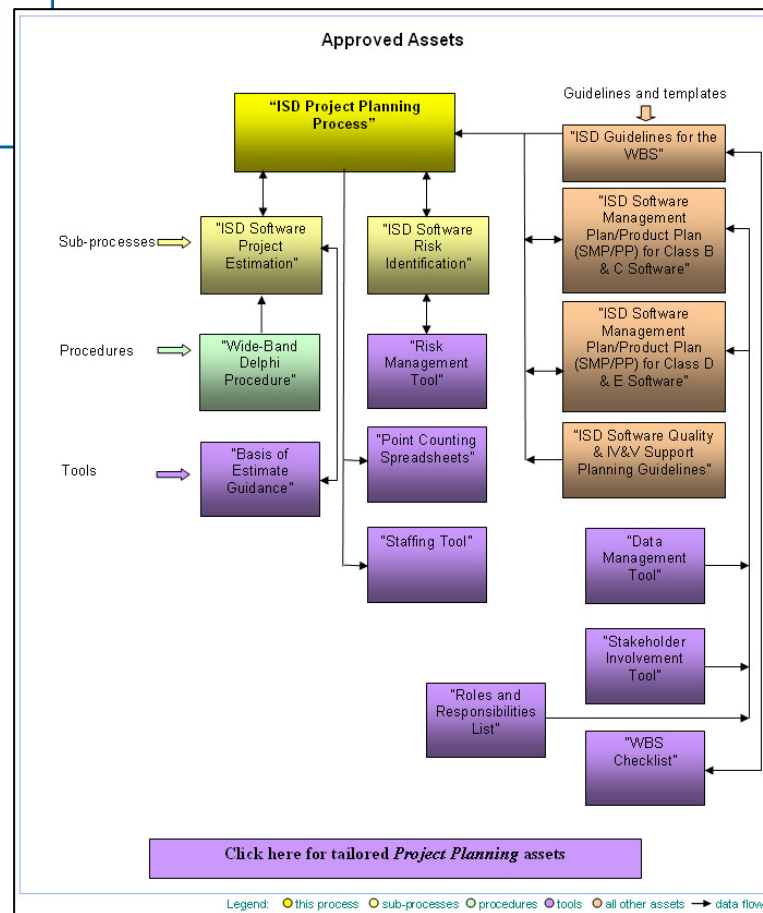 Approved Assets
"ISD Project Planning
Process"
Guidelines and templates
"ISD Guidelines for the
WBS"
Sub-processes
"ISD Software
Project
Estimation"
"ISD Software
Risk
Identification"
"ISD Software
Management
Plan/Product Plan
(SMP/PP) for Class B
& C Software"
Procedures
"Wide-Band
Delphi
Procedure"
"Risk
Management
Tool"
"ISD Software
Management
Plan/Product Plan
(SMP/PP) for Class D
& E Software"
Tools
"Basis of
Estimate
Guidance"
"Point Counting
Spreadsheets"
"ISD Software Quality
& IV&V Support
Planning Guidelines"
"Staffing Tool"
"Data
Management
Tool"
"Stakeholder
Involvement
Tool"
"Roles and
Responsibilities
List"
"WBS
Checklist"
Click here for tailored Project Planning assets
Legend: this process sub-processes procedures tools all other assets data flow